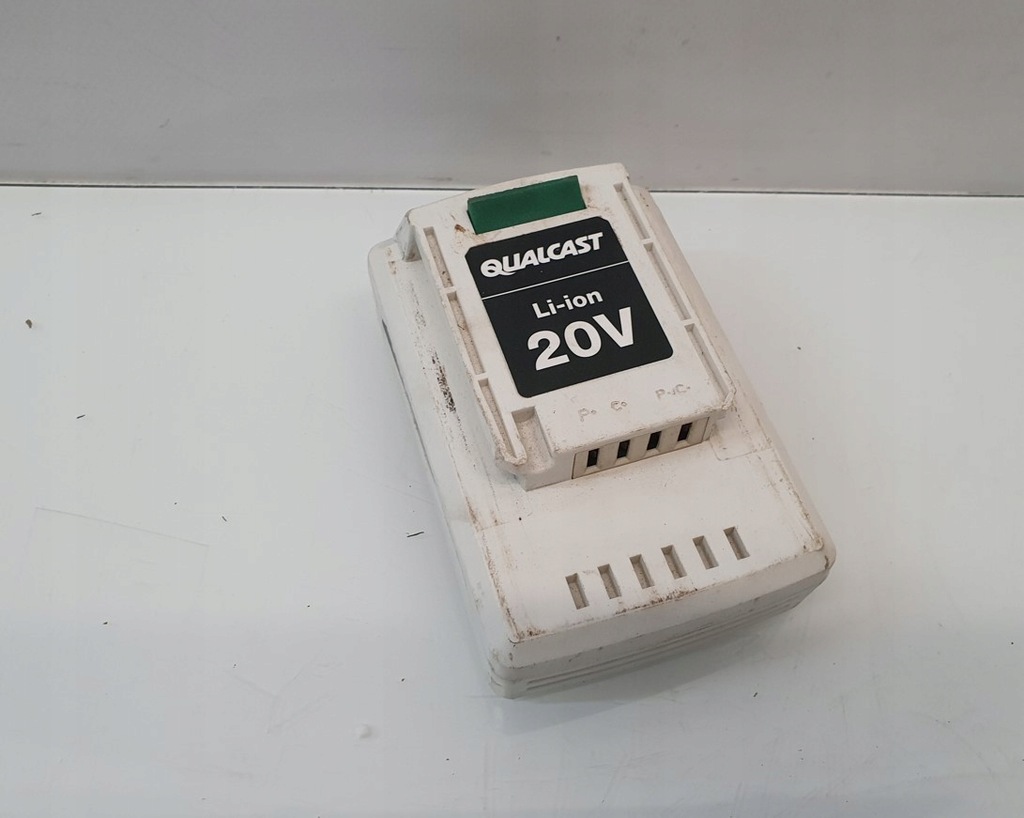 QUALCAST
Li-ion
20V
P+ C+ P-/C-